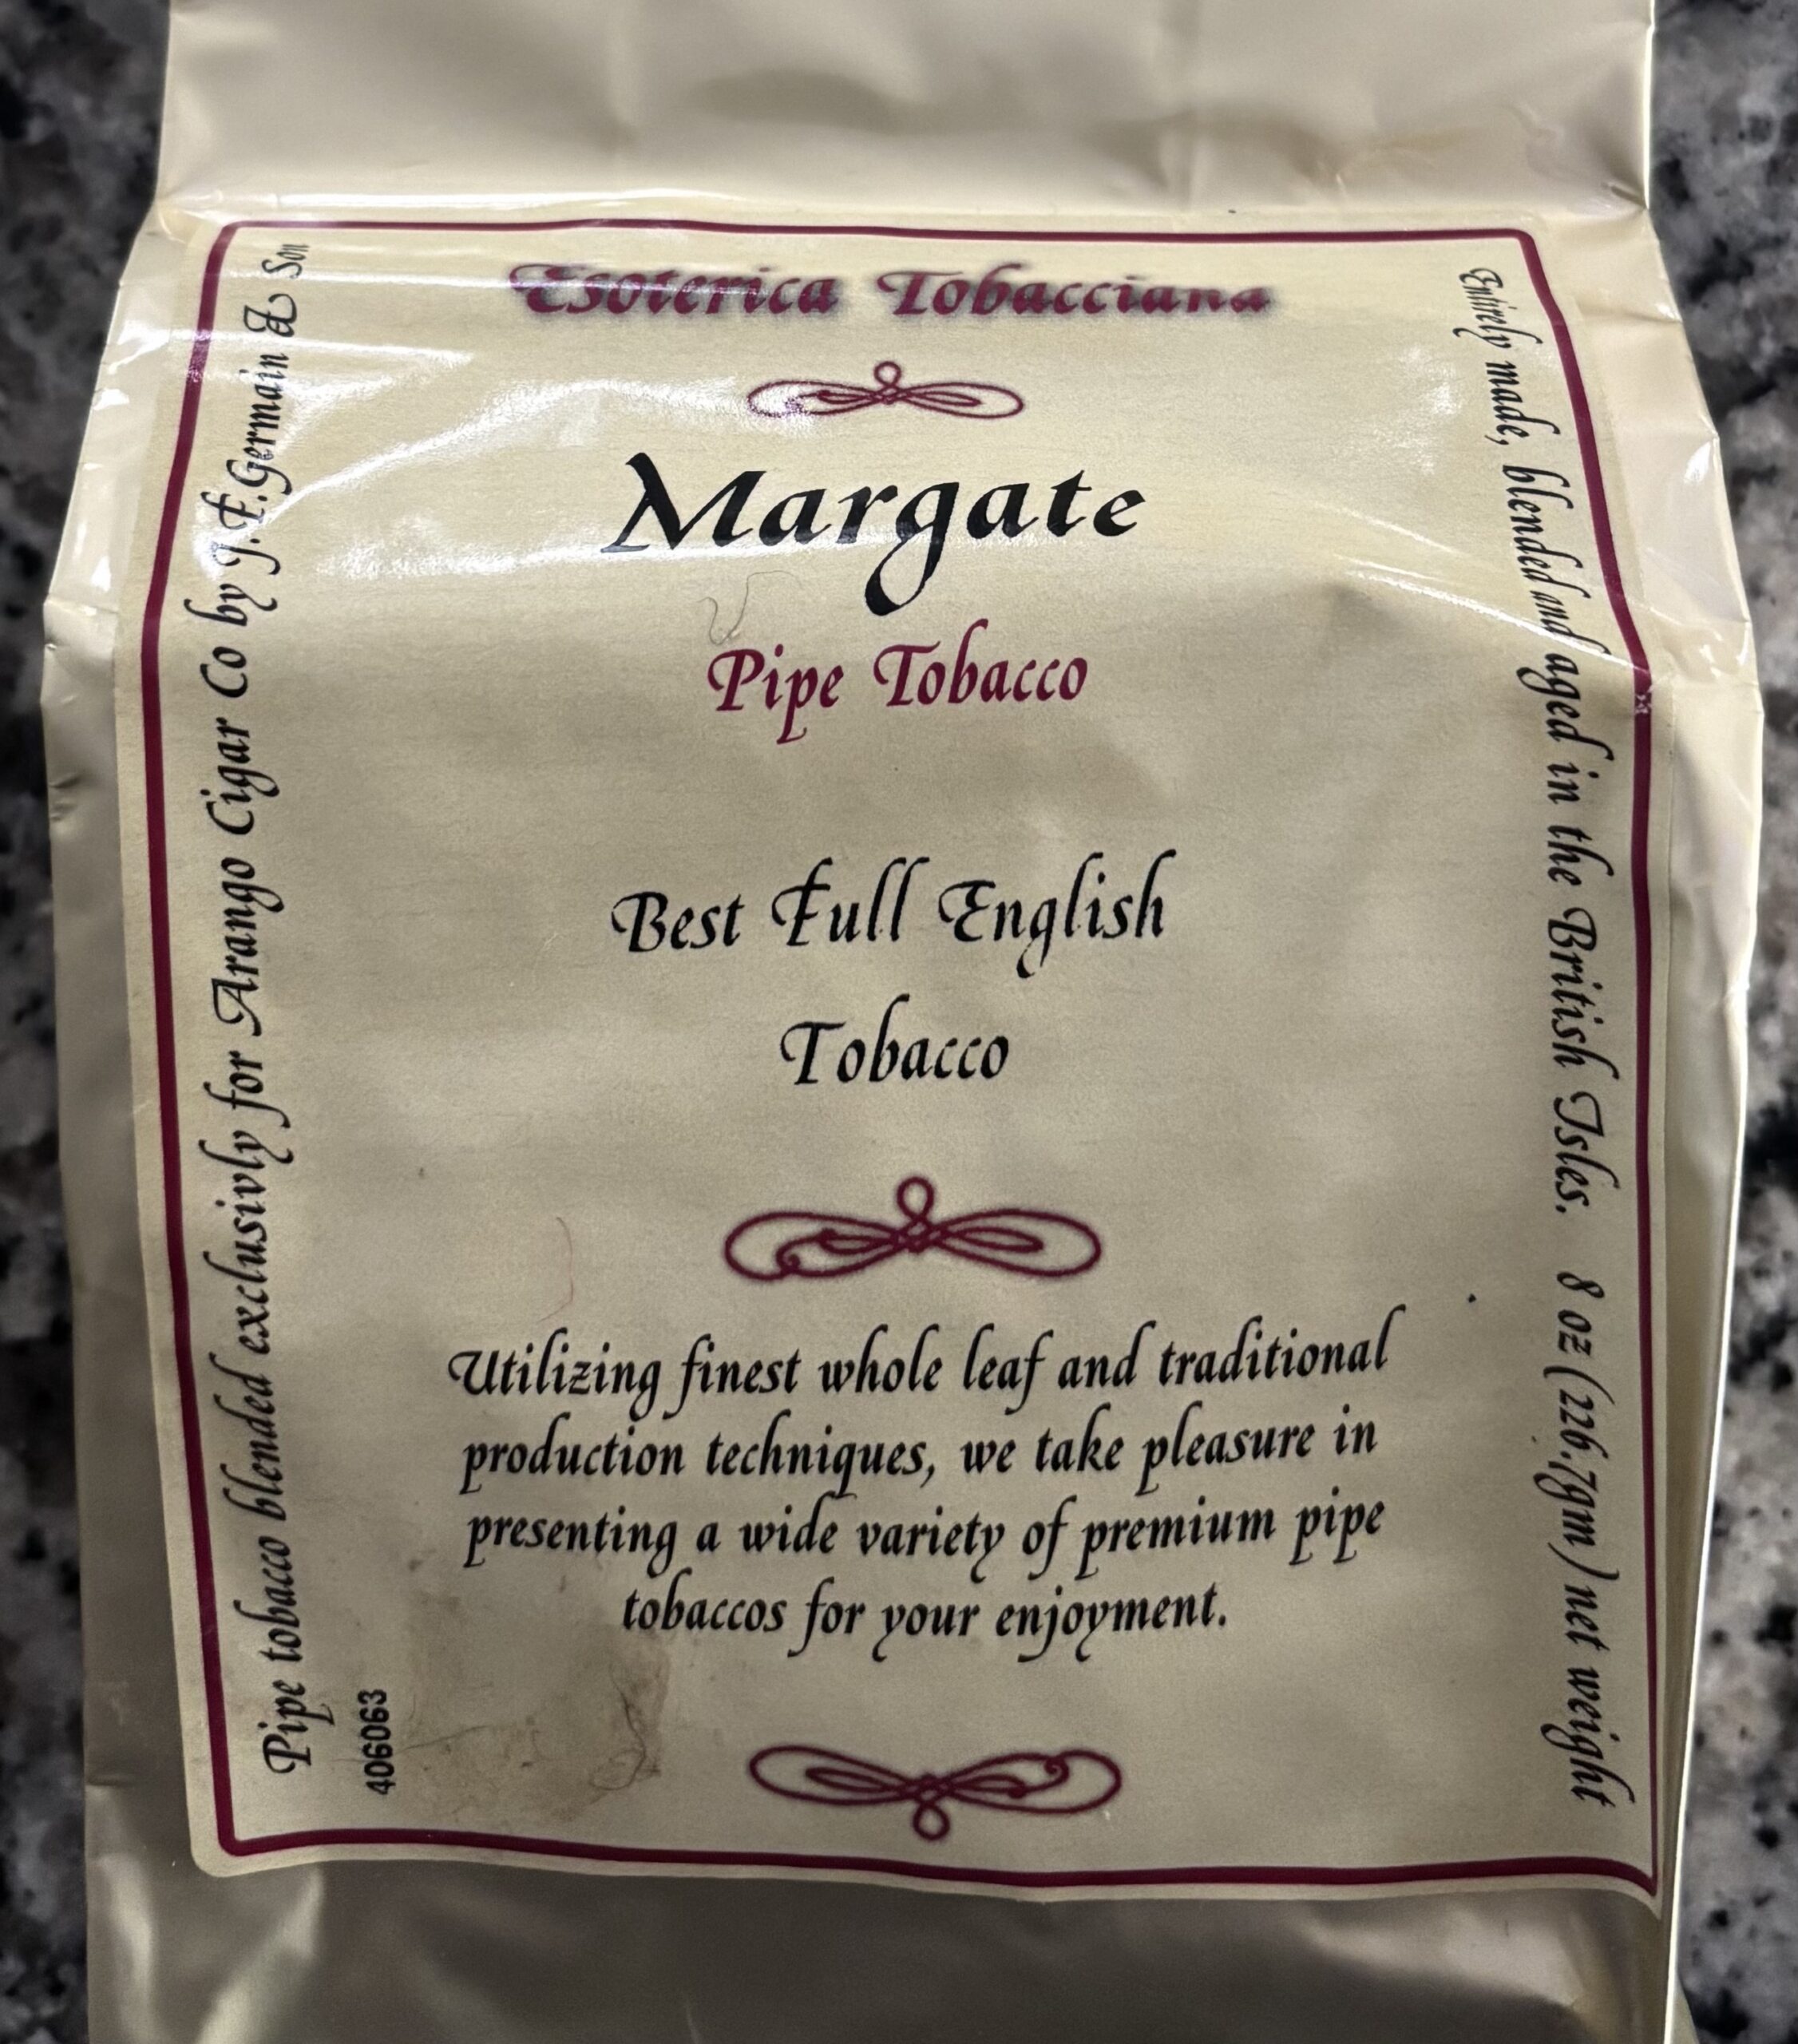 Esoterica Tobacciana
Margate
Pipe Tobacco
Best Full English
Tobacco
Utilizing finest whole leaf and traditional
production techniques, we take pleasure in
presenting a wide variety of premium pipe
tobaccos for your enjoyment.
Pipe tobacco blended exclusivly for Arango Cigar Co by J.F.Germain & Son
406063
Entirely made, blended and aged in the British Isles. 8 oz (226.7gm) net weight